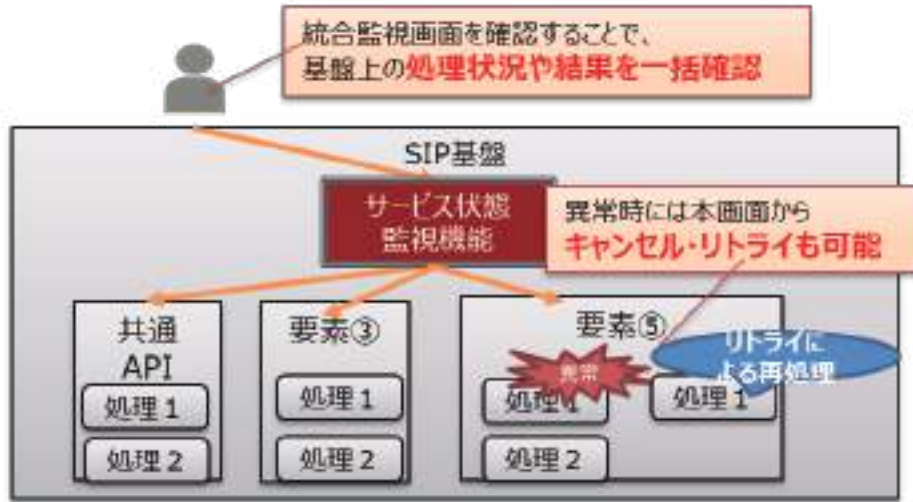 統合監視画面を確認することで、
基盤上の処理状況や結果を一括確認
SIP基盤
サービス状態
監視機能
異常時には本画面から
キャンセル・リトライも可能
共通
API
処理1
処理2
要素③
処理1
処理2
要素⑤
異常
処理1
処理2
リトライに
よる再処理
処理1